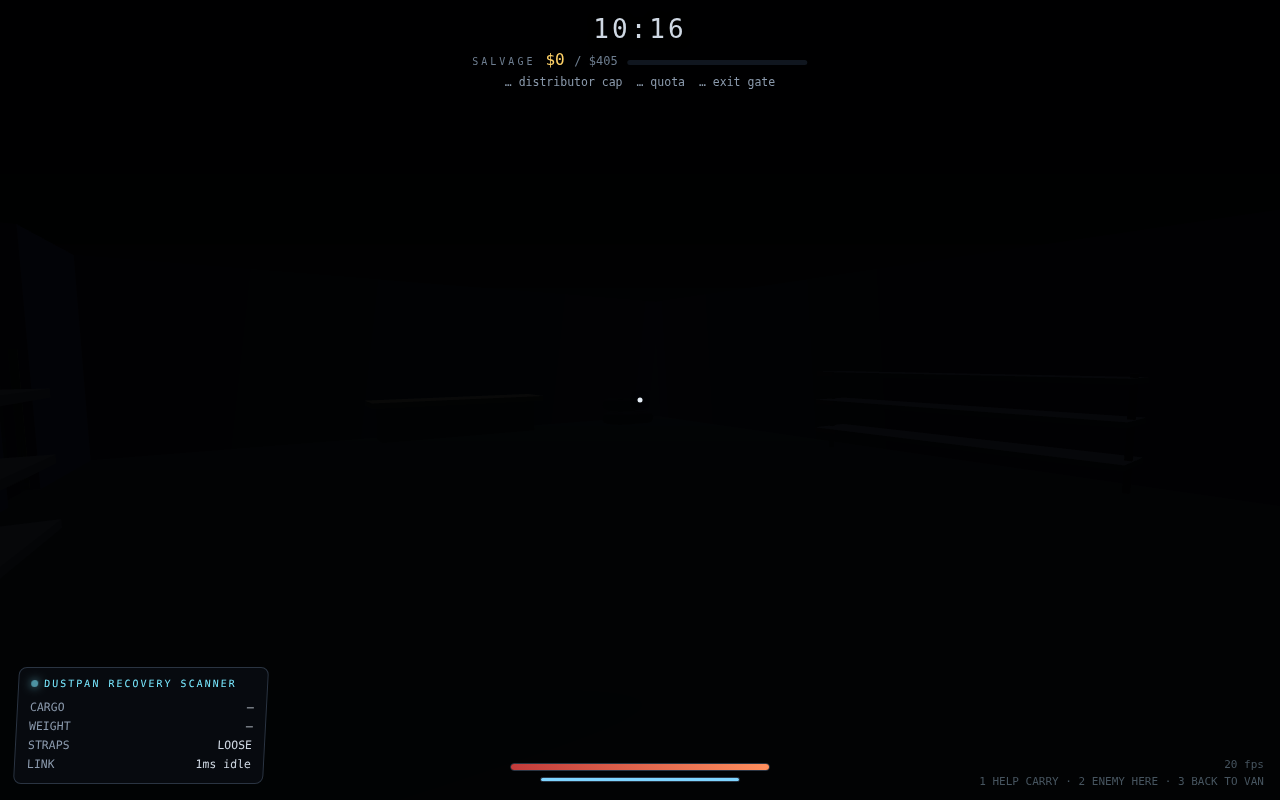 10:16
SALVAGE $0 / $405
… distributor cap … quota … exit gate
DUSTPAN RECOVERY SCANNER
CARGO —
WEIGHT —
STRAPS LOOSE
LINK 1ms idle
20 fps
1 HELP CARRY · 2 ENEMY HERE · 3 BACK TO VAN